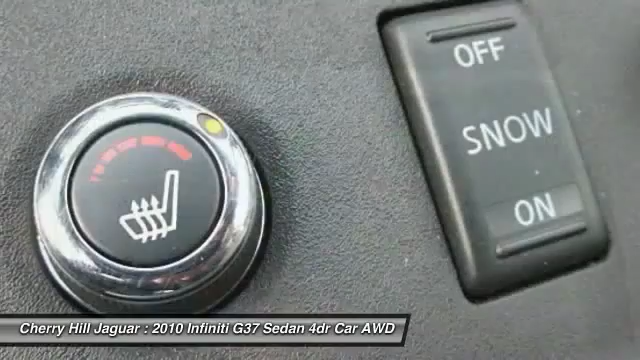 OFF
SNOW
ON
Cherry Hill Jaguar : 2010 Infiniti G37 Sedan 4dr Car AWD